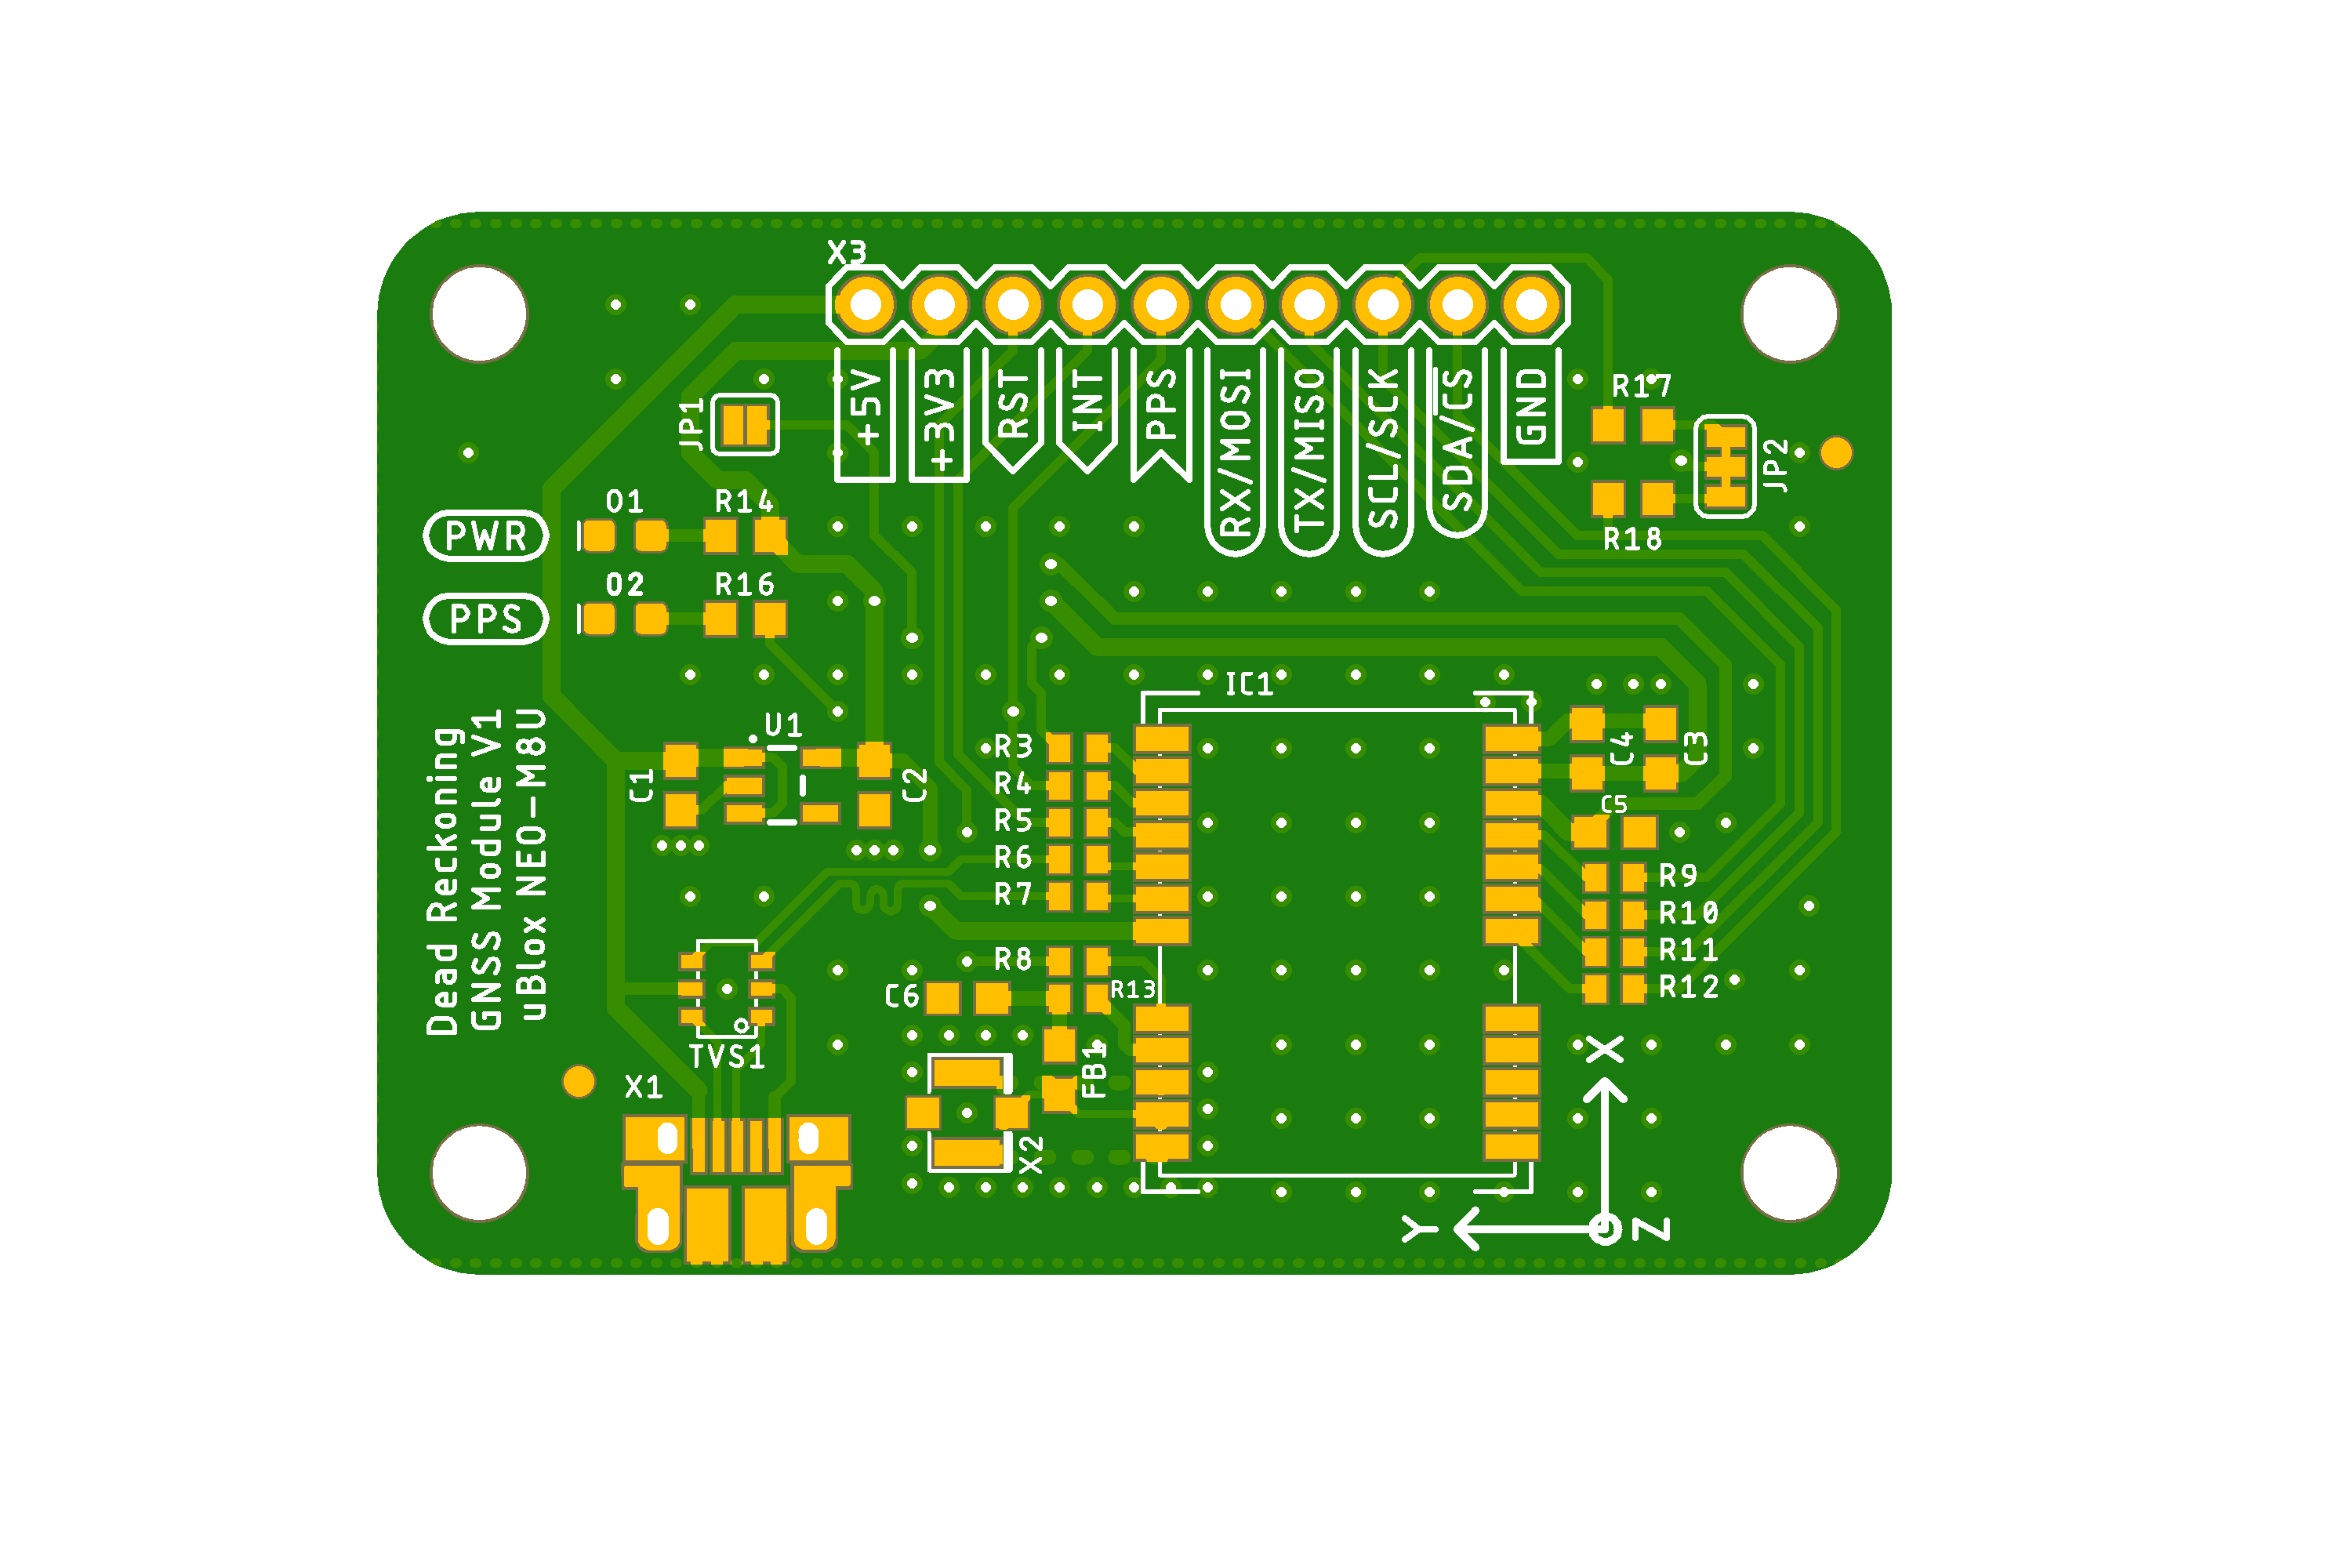 X3
+5V
+3V3
RST
INT
PPS
RX/MOSI
TX/MISO
SCL/SCK
SDA/CS
GND
JP1
R17
JP2
R18
PWR
O1
R14
PPS
O2
R16
Dead Reckoning
GNSS Module V1
uBlox NEO-M8U
U1
C1
C2
IC1
R3
R4
R5
R6
R7
R8
C6
R13
C4
C3
C5
R9
R10
R11
R12
TVS1
X1
FB1
X2
X
Y
Z